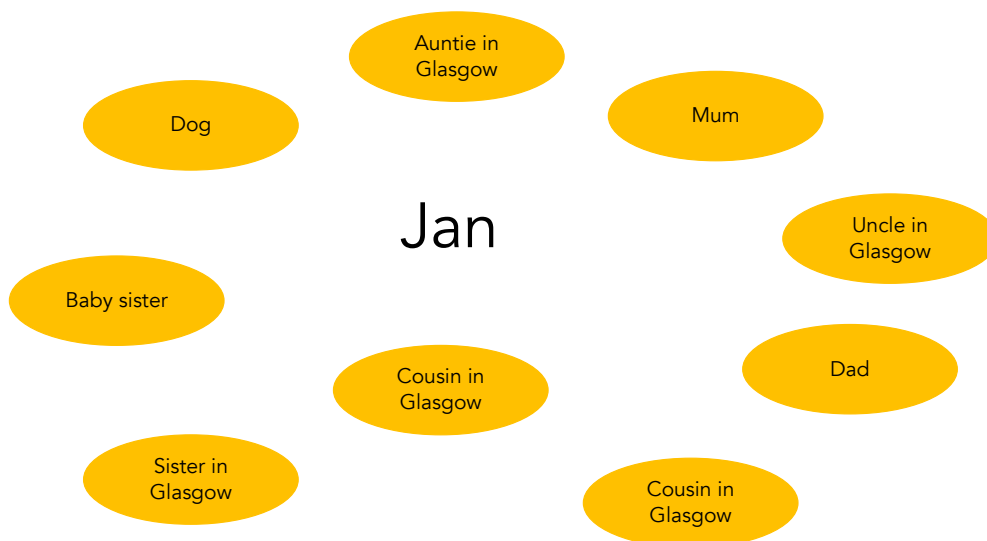 Auntie in
Glasgow
Dog
Mum
Jan
Uncle in
Glasgow
Baby sister
Cousin in
Glasgow
Dad
Sister in
Glasgow
Cousin in
Glasgow